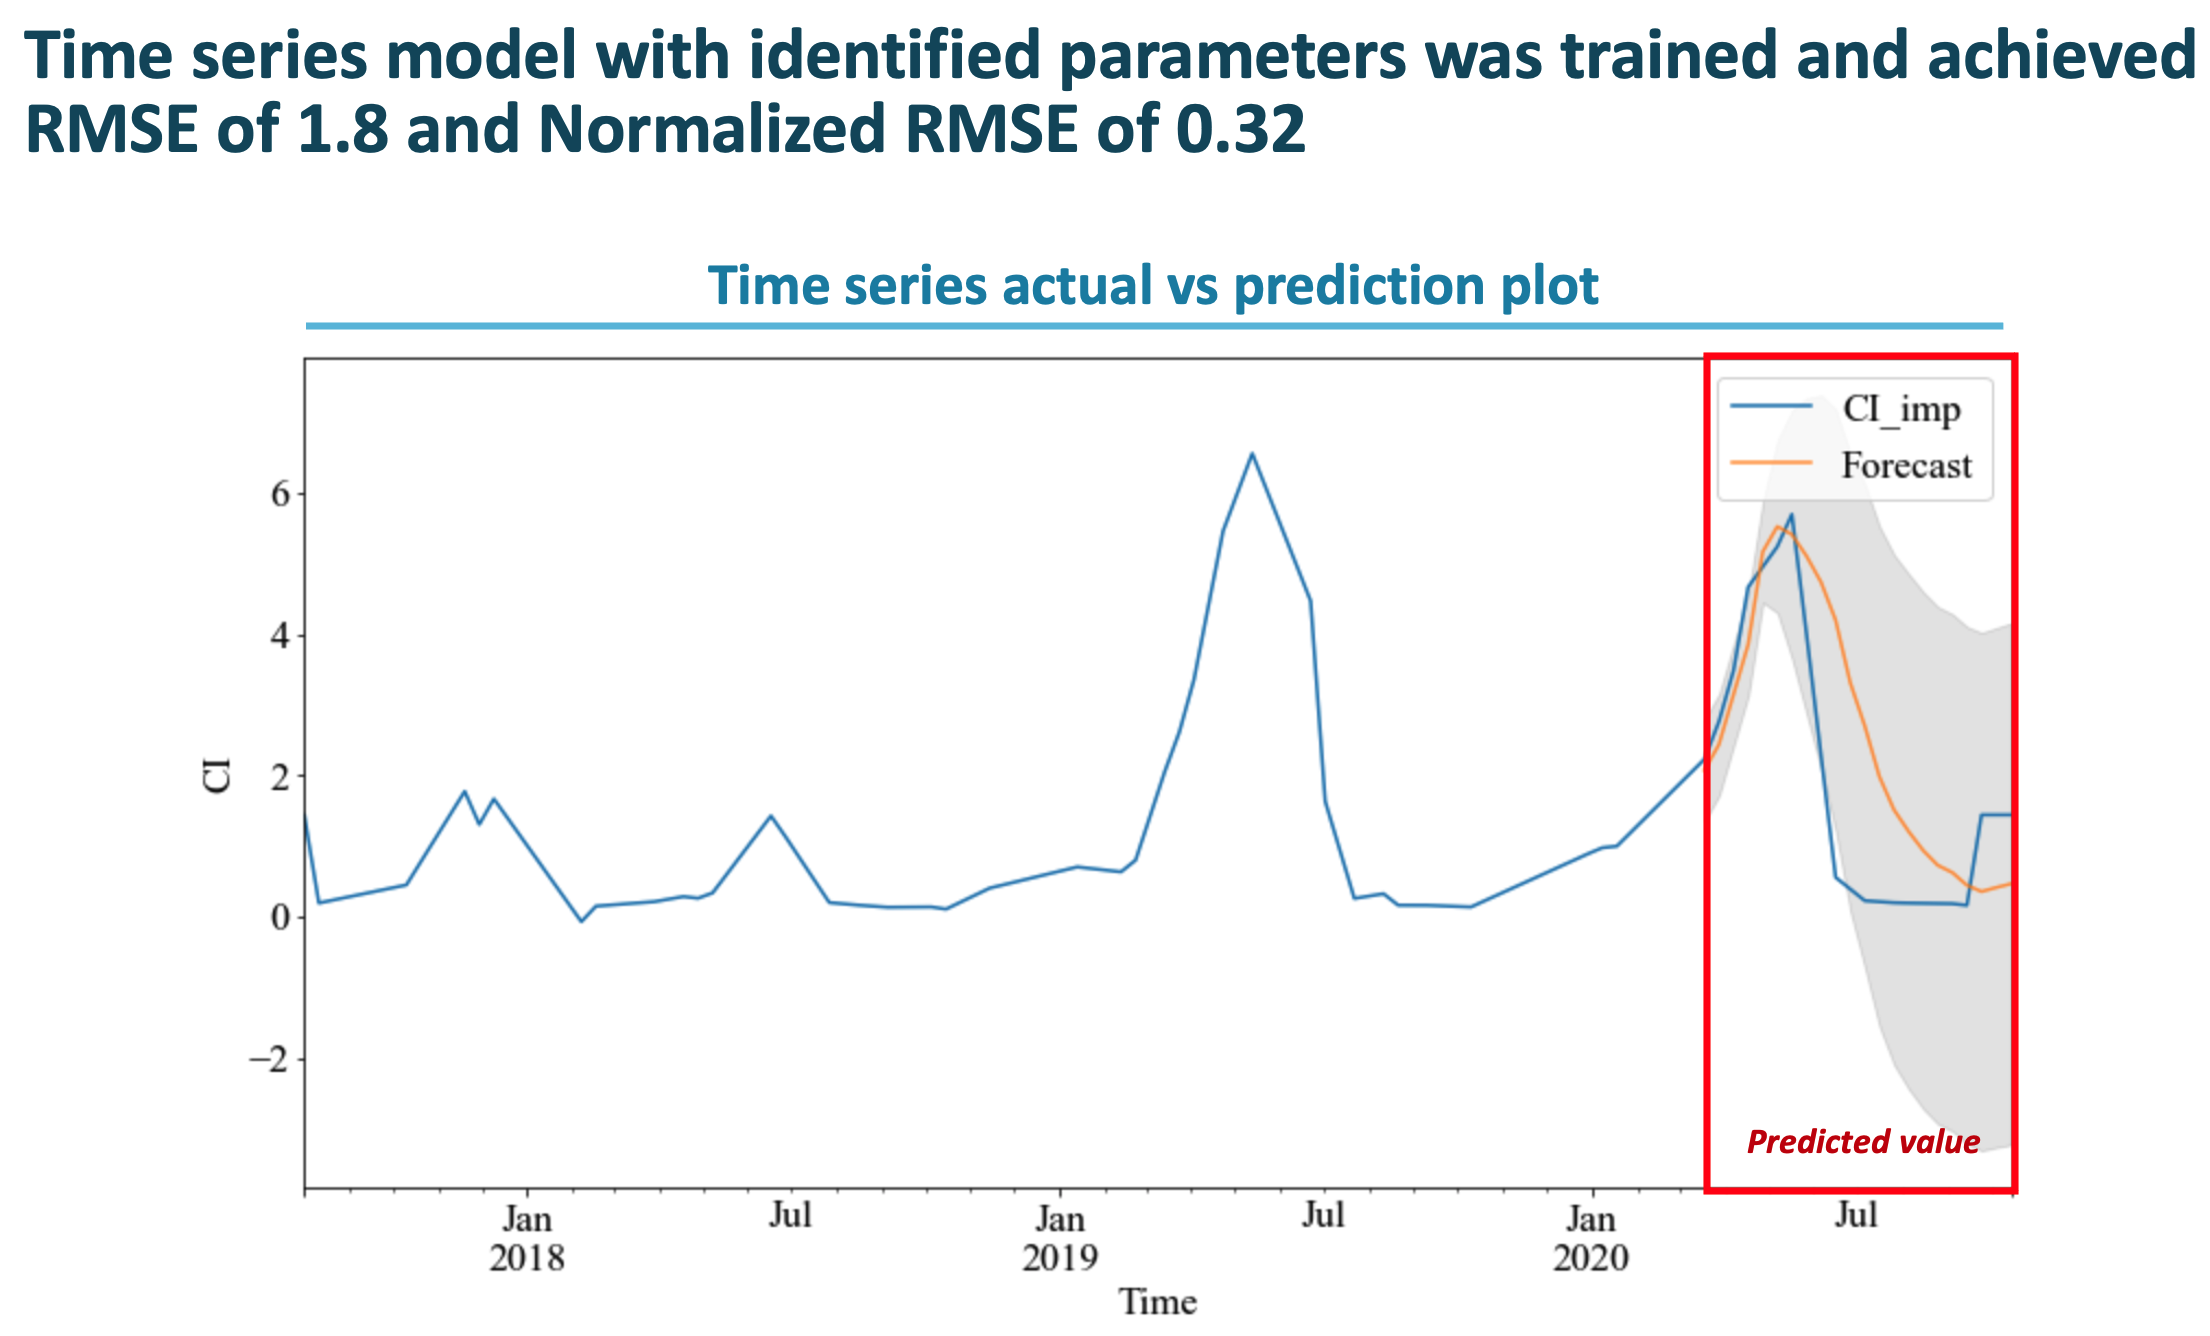 Time series model with identified parameters was trained and achieved
RMSE of 1.8 and Normalized RMSE of 0.32
Time series actual vs prediction plot
CI_imp
Forecast
6
4
2
0
−2
CI
Predicted value
Jan
2018
Jul
Jan
2019
Jul
Jan
2020
Jul
Time